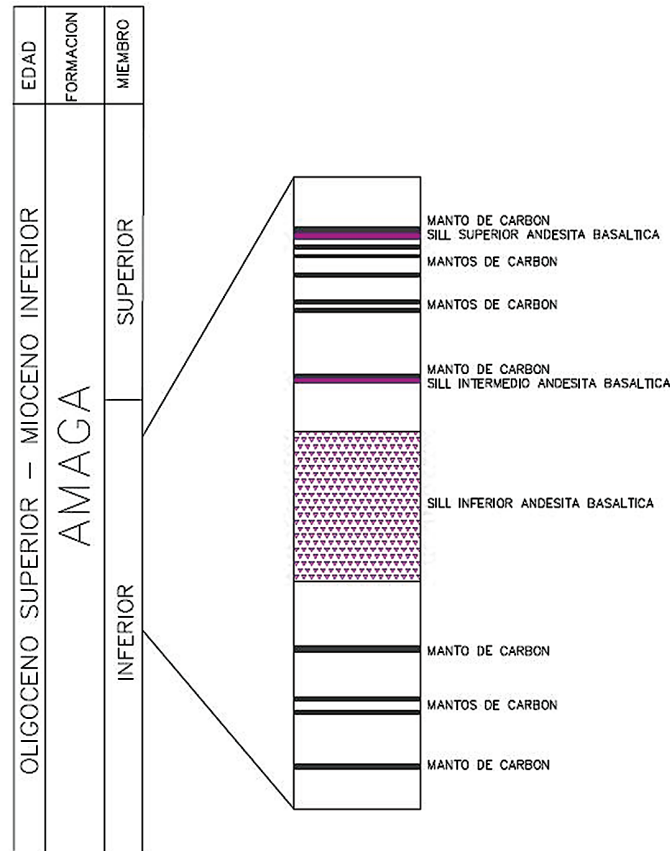 EDAD
FORMACION
MIEMBRO
OLIGOCENO SUPERIOR – MIOCENO INFERIOR
AMAGA
SUPERIOR
INFERIOR
MANTO DE CARBON
SILL SUPERIOR ANDESITA BASALTICA
MANTOS DE CARBON
MANTOS DE CARBON
MANTO DE CARBON
SILL INTERMEDIO ANDESITA BASALTICA
SILL INFERIOR ANDESITA BASALTICA
MANTO DE CARBON
MANTOS DE CARBON
MANTO DE CARBON